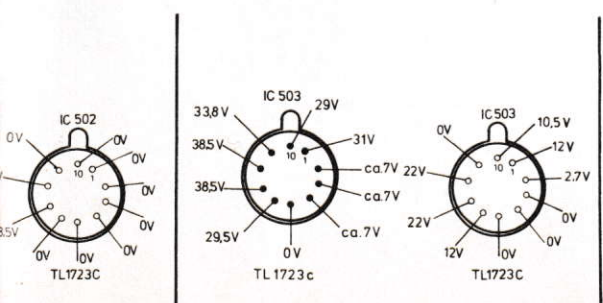 IC 502
0V
0V
0V
10 1
0V
0V
0V
0V
0V
0V
TL1723C
IC 503
33,8 V
29V
38,5V
31V
10 1
ca.7V
38,5V
ca.7V
29,5V
ca.7V
0V
TL 1723 c
IC 503
0V
10,5 V
12V
10 1
22V
2.7V
22V
0V
12V
0V
0V
TL1723C